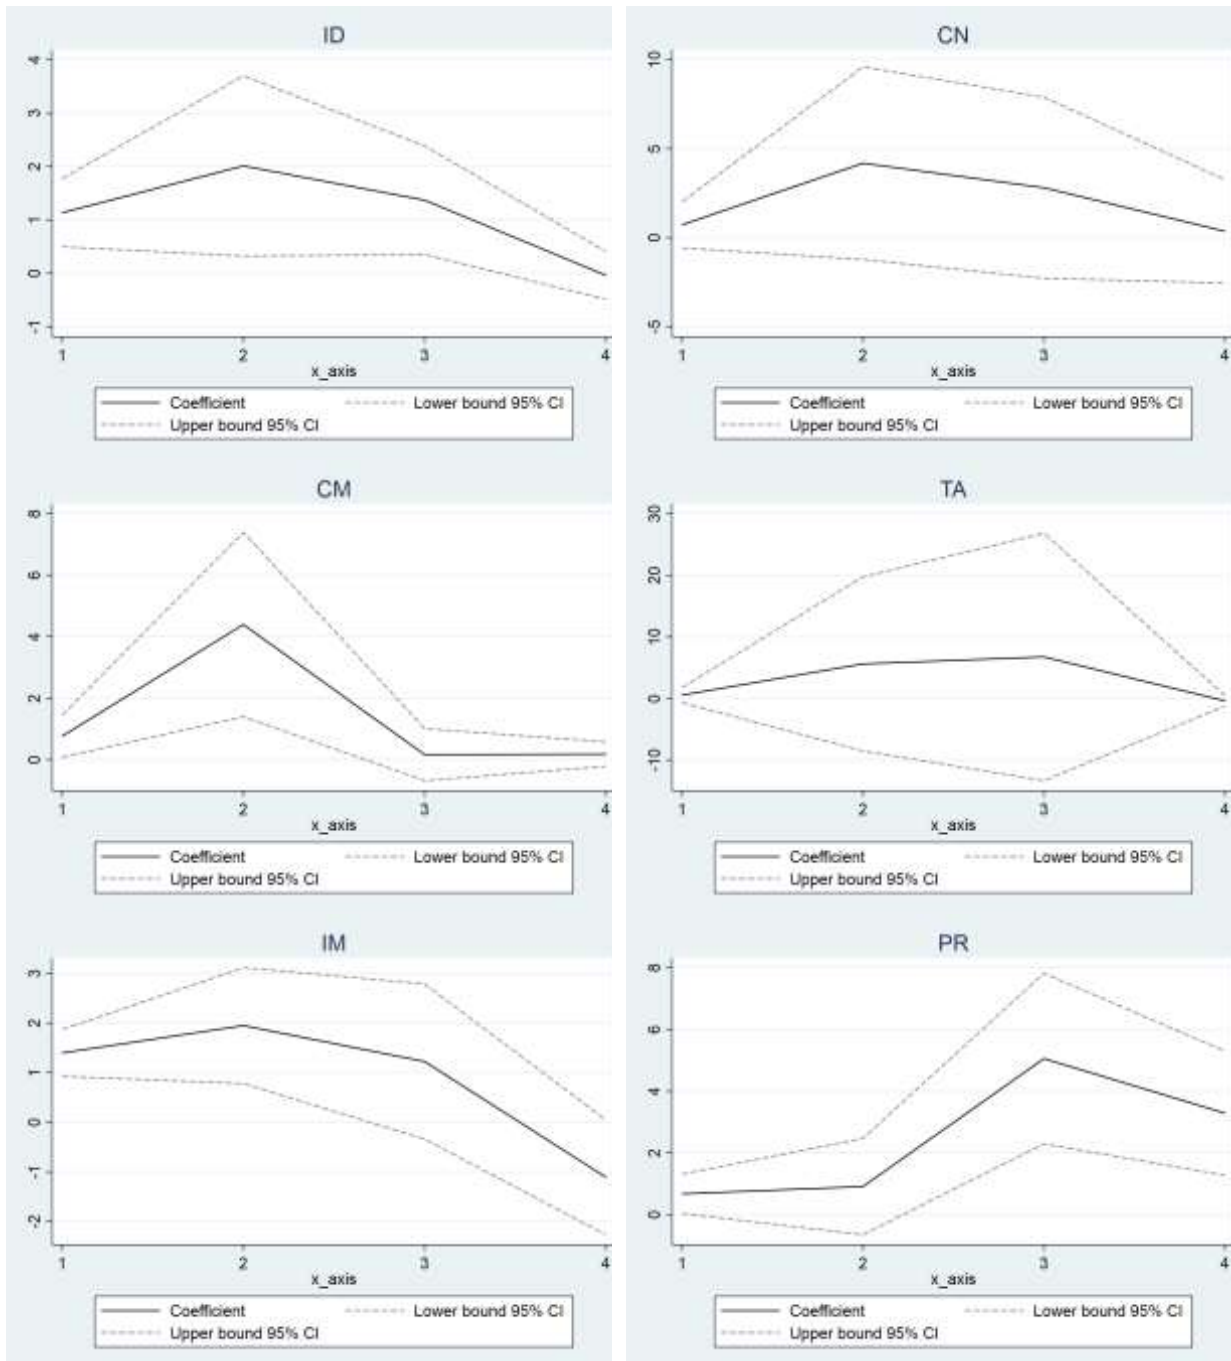 ID
4
3
2
1
0
-1
1 2 3 4
x_axis
Coefficient Lower bound 95% CI
Upper bound 95% CI
CN
10
5
0
-5
1 2 3 4
x_axis
Coefficient Lower bound 95% CI
Upper bound 95% CI
CM
8
6
4
2
0
1 2 3 4
x_axis
Coefficient Lower bound 95% CI
Upper bound 95% CI
TA
30
20
10
0
-10
1 2 3 4
x_axis
Coefficient Lower bound 95% CI
Upper bound 95% CI
IM
3
2
1
0
-1
-2
1 2 3 4
x_axis
Coefficient Lower bound 95% CI
Upper bound 95% CI
PR
8
6
4
2
0
1 2 3 4
x_axis
Coefficient Lower bound 95% CI
Upper bound 95% CI